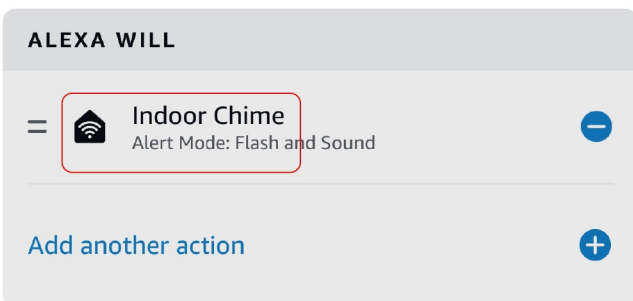 ALEXA WILL
Indoor Chime
Alert Mode: Flash and Sound
Add another action